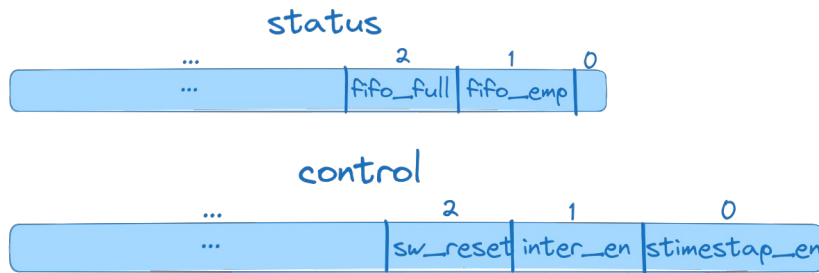 status
... 2 1 0
... fifo_full fifo_emp
control
... 2 1 0
... sw_reset inter_en stimestap_en